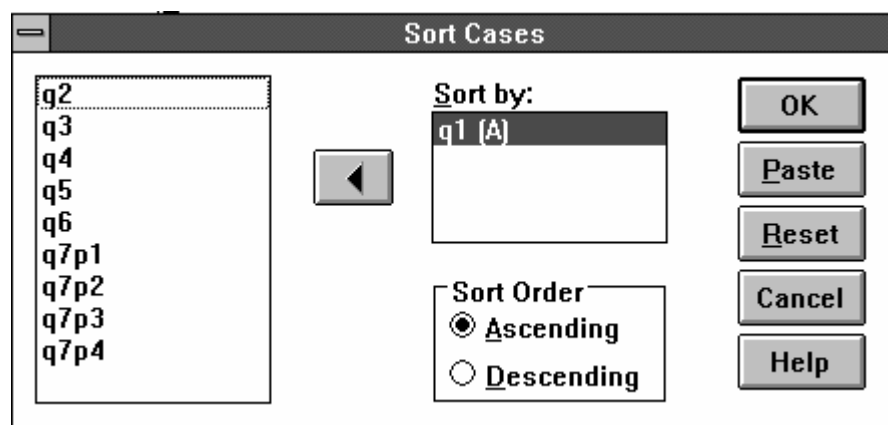 Sort Cases
q2
q3
q4
q5
q6
q7p1
q7p2
q7p3
q7p4
Sort by:
q1 (A)
Sort Order
Ascending
Descending
OK
Paste
Reset
Cancel
Help